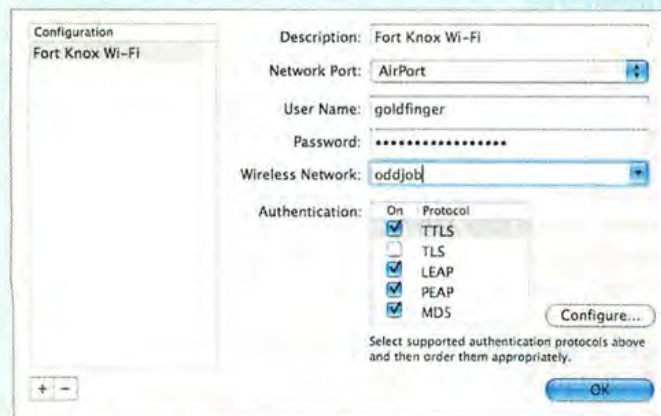 Configuration
Fort Knox Wi-Fi
Description: Fort Knox Wi-Fi
Network Port: AirPort
User Name: goldfinger
Password: •••••••••••••••••
Wireless Network: oddjob
Authentication: On Protocol
TTLS
TLS
LEAP
PEAP
MD5
Configure...
Select supported authentication protocols above
and then order them appropriately.
+ −
OK